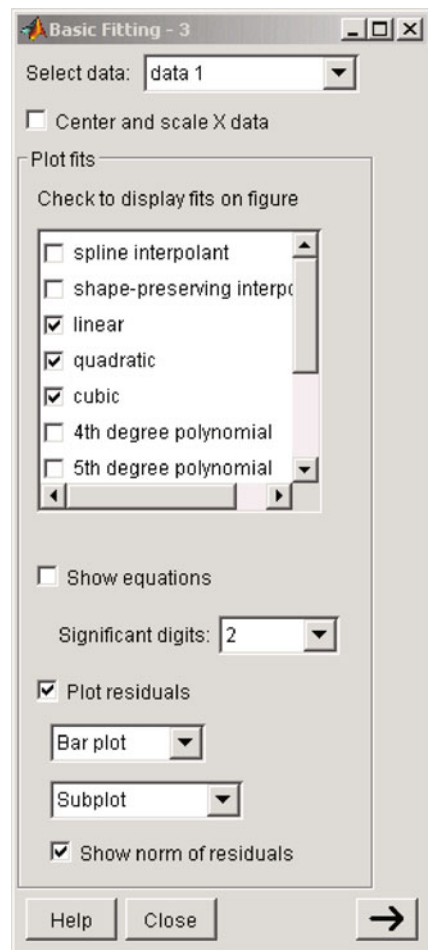 Basic Fitting - 3
Select data: data 1
Center and scale X data
Plot fits
Check to display fits on figure
spline interpolant
shape-preserving interpo
linear
quadratic
cubic
4th degree polynomial
5th degree polynomial
Show equations
Significant digits: 2
Plot residuals
Bar plot
Subplot
Show norm of residuals
Help Close